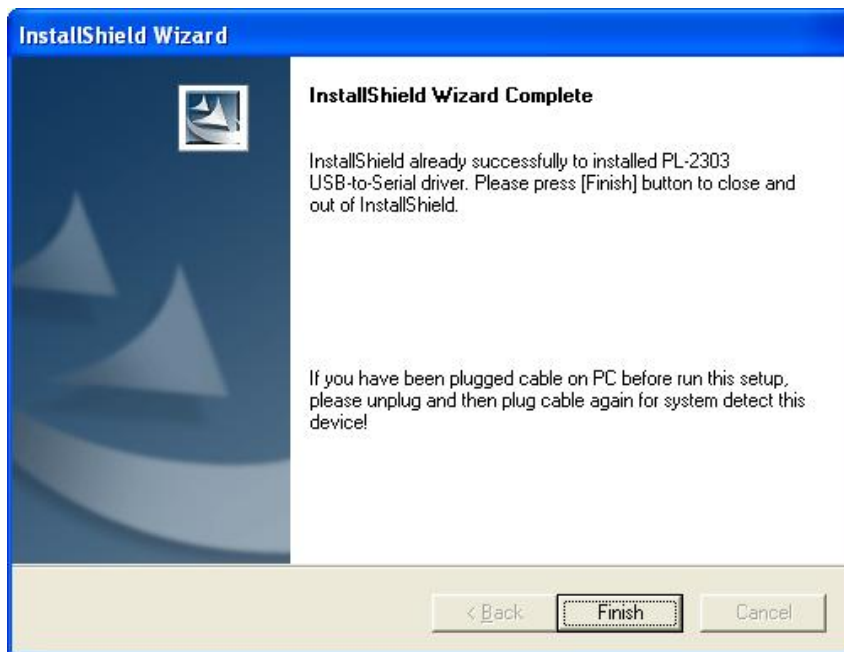 InstallShield Wizard
InstallShield Wizard Complete
InstallShield already successfully to installed PL-2303
USB-to-Serial driver. Please press [Finish] button to close and
out of InstallShield.
If you have been plugged cable on PC before run this setup,
please unplug and then plug cable again for system detect this
device!
< Back Finish Cancel